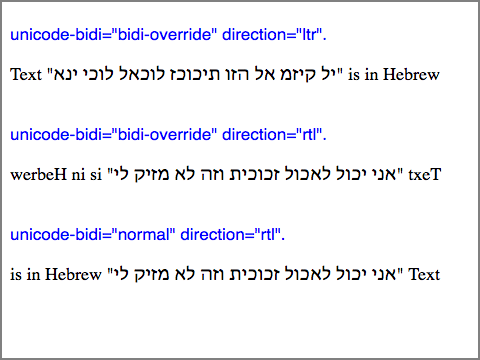 unicode-bidi="bidi-override" direction="ltr".
Text "יל קיזמ אל הזו תיכוכז לוכאל לוכי ינא" is in Hebrew
unicode-bidi="bidi-override" direction="rtl".
werbeH ni si "אני יכול לאכול זכוכית וזה לא מזיק לי" txeT
unicode-bidi="normal" direction="rtl".
is in Hebrew "אני יכול לאכול זכוכית וזה לא מזיק לי" Text